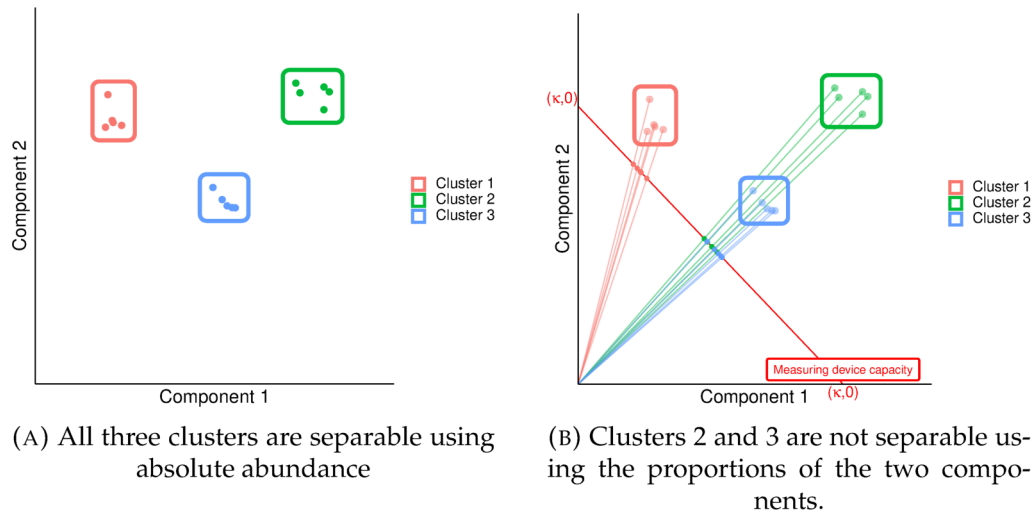 Component 2
Cluster 1
Cluster 2
Cluster 3
Component 1
(A) All three clusters are separable using
absolute abundance
(κ,0)
Component 2
Cluster 1
Cluster 2
Cluster 3
Measuring device capacity
Component 1
(κ,0)
(B) Clusters 2 and 3 are not separable us-
ing the proportions of the two compo-
nents.